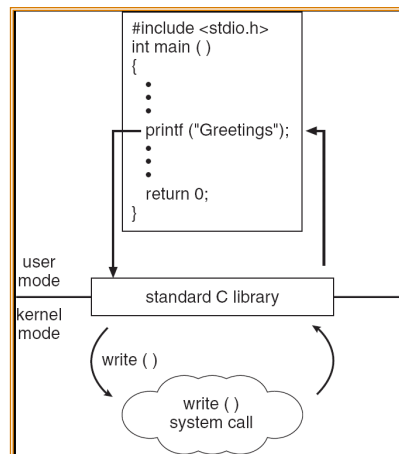 #include <stdio.h>
int main ( )
{
•
•
•
printf ("Greetings");
•
•
•
return 0;
}
user
mode
standard C library
kernel
mode
write ( )
write ( )
system call